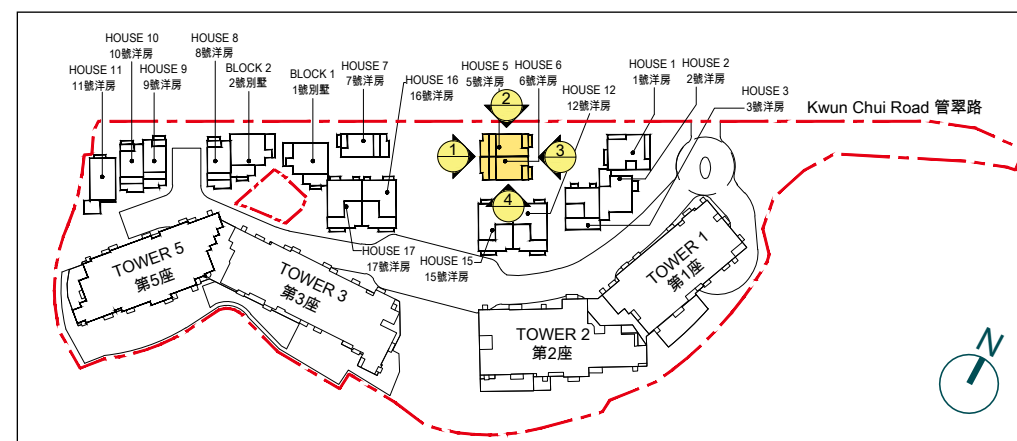 HOUSE 10
10號洋房
HOUSE 11
11號洋房
HOUSE 9
9號洋房
HOUSE 8
8號洋房
BLOCK 2
2號別墅
BLOCK 1
1號別墅
HOUSE 7
7號洋房
HOUSE 16
16號洋房
HOUSE 5
5號洋房
HOUSE 6
6號洋房
HOUSE 12
12號洋房
HOUSE 1
1號洋房
HOUSE 2
2號洋房
HOUSE 3
3號洋房
Kwun Chui Road 管翠路
2
1
3
4
HOUSE 17
17號洋房
HOUSE 15
15號洋房
TOWER 5
第5座
TOWER 3
第3座
TOWER 2
第2座
TOWER 1
第1座
N